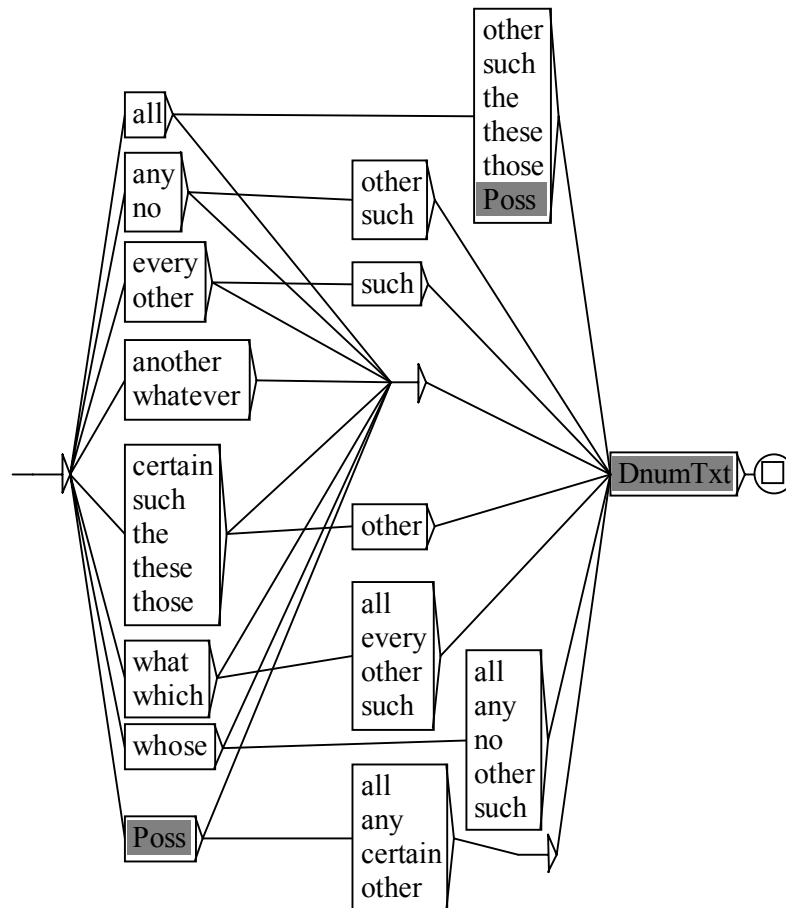 all
any
no
every
other
another
whatever
certain
such
the
these
those
what
which
whose
Poss
other
such
such
other
all
every
other
such
all
any
certain
other
other
such
the
these
those
Poss
all
any
no
other
such
DnumTxt